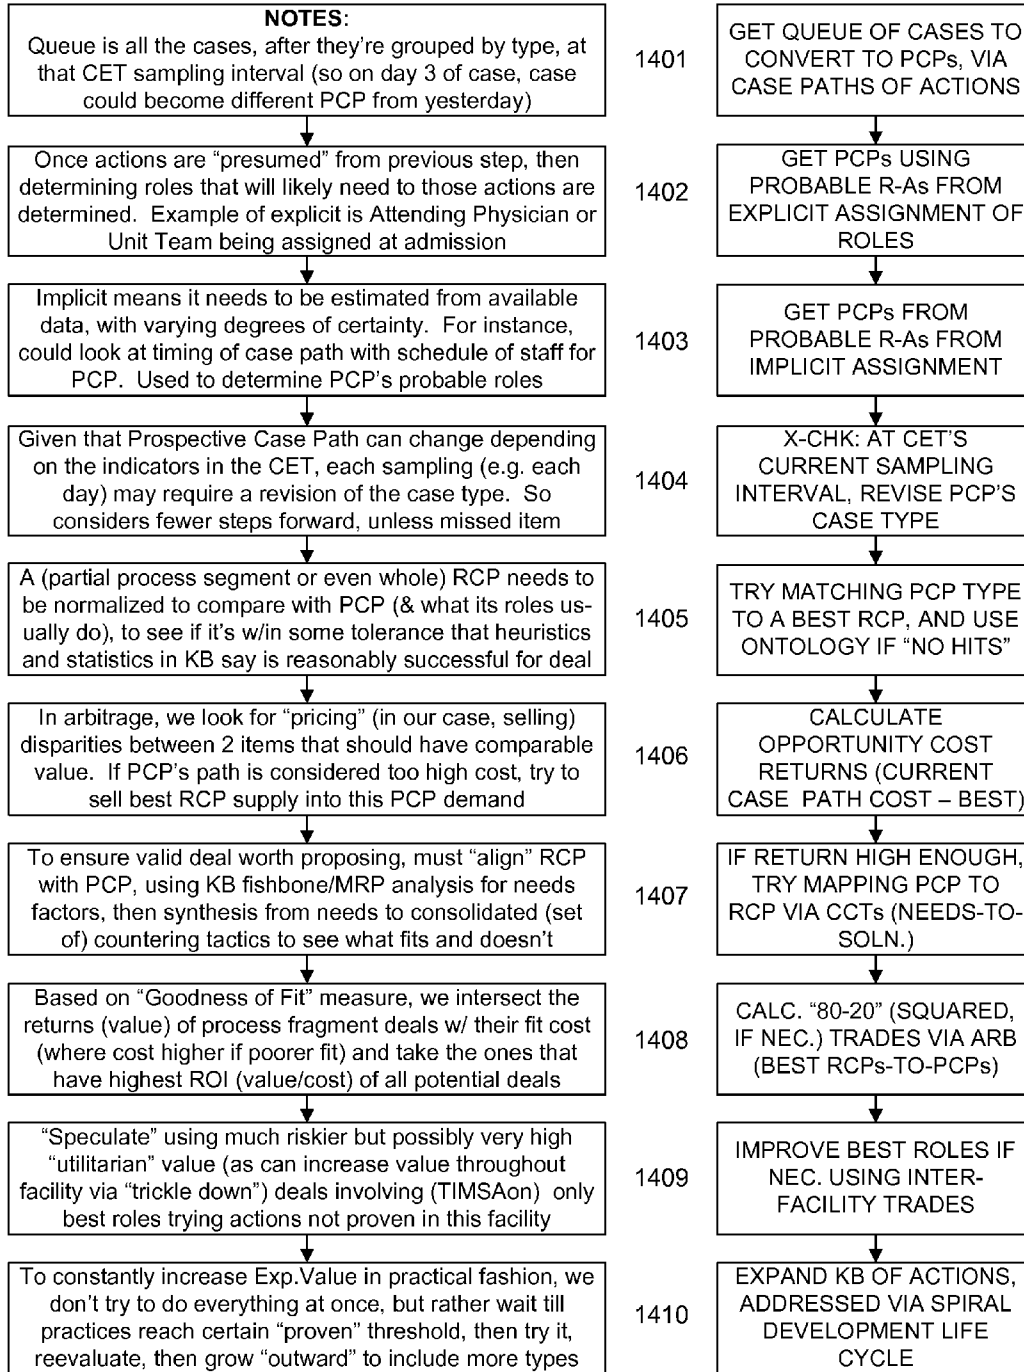 NOTES:
Queue is all the cases, after they're grouped by type, at
that CET sampling interval (so on day 3 of case, case
could become different PCP from yesterday)
1401
GET QUEUE OF CASES TO
CONVERT TO PCPs, VIA
CASE PATHS OF ACTIONS
Once actions are “presumed” from previous step, then
determining roles that will likely need to those actions are
determined.  Example of explicit is Attending Physician or
Unit Team being assigned at admission
1402
GET PCPs USING
PROBABLE R-As FROM
EXPLICIT ASSIGNMENT OF
ROLES
Implicit means it needs to be estimated from available
data, with varying degrees of certainty.  For instance,
could look at timing of case path with schedule of staff for
PCP.  Used to determine PCP's probable roles
1403
GET PCPs FROM
PROBABLE R-As FROM
IMPLICIT ASSIGNMENT
Given that Prospective Case Path can change depending
on the indicators in the CET, each sampling (e.g. each
day) may require a revision of the case type.  So
considers fewer steps forward, unless missed item
1404
X-CHK: AT CET'S
CURRENT SAMPLING
INTERVAL, REVISE PCP'S
CASE TYPE
A (partial process segment or even whole) RCP needs to
be normalized to compare with PCP (& what its roles us-
ually do), to see if it's w/in some tolerance that heuristics
and statistics in KB say is reasonably successful for deal
1405
TRY MATCHING PCP TYPE
TO A BEST RCP, AND USE
ONTOLOGY IF “NO HITS”
In arbitrage, we look for “pricing” (in our case, selling)
disparities between 2 items that should have comparable
value.  If PCP's path is considered too high cost, try to
sell best RCP supply into this PCP demand
1406
CALCULATE
OPPORTUNITY COST
RETURNS (CURRENT
CASE  PATH COST – BEST)
To ensure valid deal worth proposing, must “align” RCP
with PCP, using KB fishbone/MRP analysis for needs
factors, then synthesis from needs to consolidated (set
of) countering tactics to see what fits and doesn't
1407
IF RETURN HIGH ENOUGH,
TRY MAPPING PCP TO
RCP VIA CCTs (NEEDS-TO-
SOLN.)
Based on “Goodness of Fit” measure, we intersect the
returns (value) of process fragment deals w/ their fit cost
(where cost higher if poorer fit) and take the ones that
have highest ROI (value/cost) of all potential deals
1408
CALC. “80-20” (SQUARED,
IF NEC.) TRADES VIA ARB
(BEST RCPs-TO-PCPs)
“Speculate” using much riskier but possibly very high
“utilitarian” value (as can increase value throughout
facility via “trickle down”) deals involving (TIMSAon)  only
best roles trying actions not proven in this facility
1409
IMPROVE BEST ROLES IF
NEC. USING INTER-
FACILITY TRADES
To constantly increase Exp.Value in practical fashion, we
don't try to do everything at once, but rather wait till
practices reach certain “proven” threshold, then try it,
reevaluate, then grow “outward” to include more types
1410
EXPAND KB OF ACTIONS,
ADDRESSED VIA SPIRAL
DEVELOPMENT LIFE
CYCLE